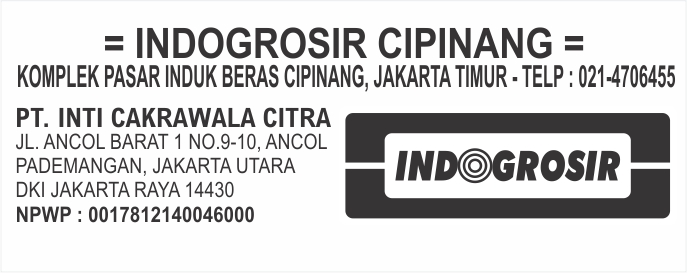 = INDOGROSIR CIPINANG =
KOMPLEK PASAR INDUK BERAS CIPINANG, JAKARTA TIMUR - TELP : 021-4706455
PT. INTI CAKRAWALA CITRA
JL. ANCOL BARAT 1 NO.9-10, ANCOL
PADEMANGAN, JAKARTA UTARA
DKI JAKARTA RAYA 14430
NPWP : 0017812140046000
INDOGROSIR